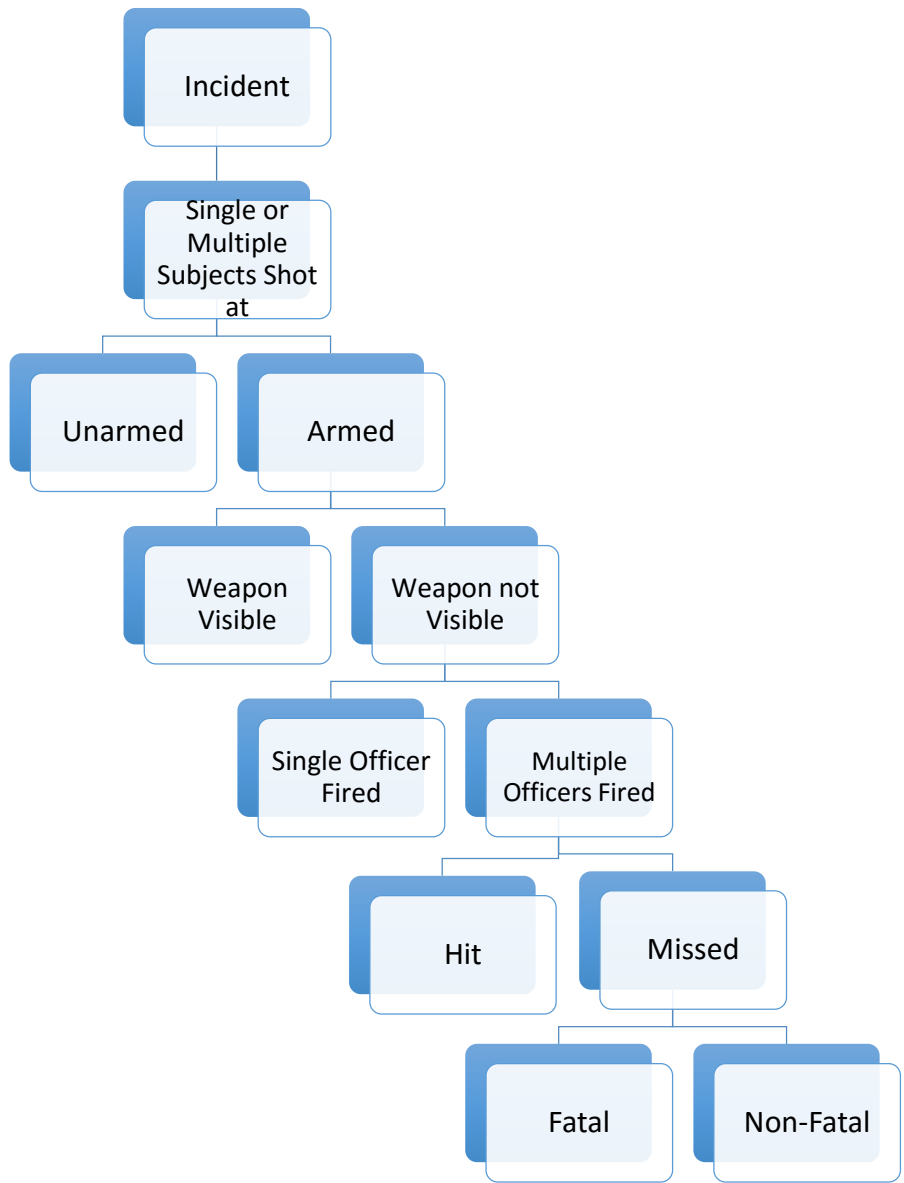 Incident
Single or
Multiple
Subjects Shot
at
Unarmed
Armed
Weapon
Visible
Weapon not
Visible
Single Officer
Fired
Multiple
Officers Fired
Hit
Missed
Fatal
Non-Fatal